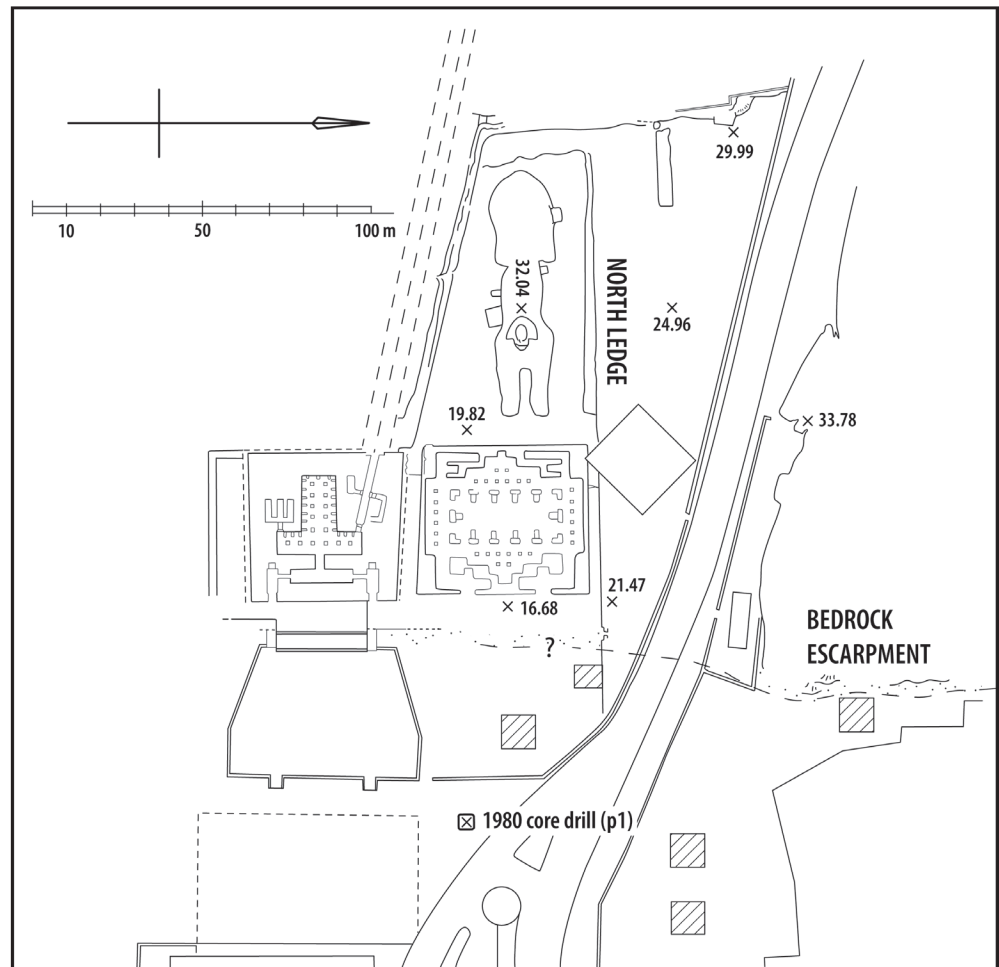 29.99
10
50
100 m
32.04
NORTH LEDGE
24.96
19.82
33.78
21.47
16.68
?
BEDROCK
ESCARPMENT
1980 core drill (p1)